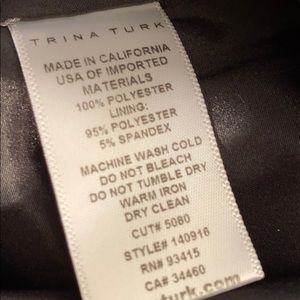 TRINA TURK
MADE IN CALIFORNIA
USA OF IMPORTED
MATERIALS
100% POLYESTER
LINING:
95% POLYESTER
5% SPANDEX
MACHINE WASH COLD
DO NOT BLEACH
DO NOT TUMBLE DRY
WARM IRON
DRY CLEAN
CUT# 5080
STYLE# 140916
RN# 93415
CA# 34460
turk.com